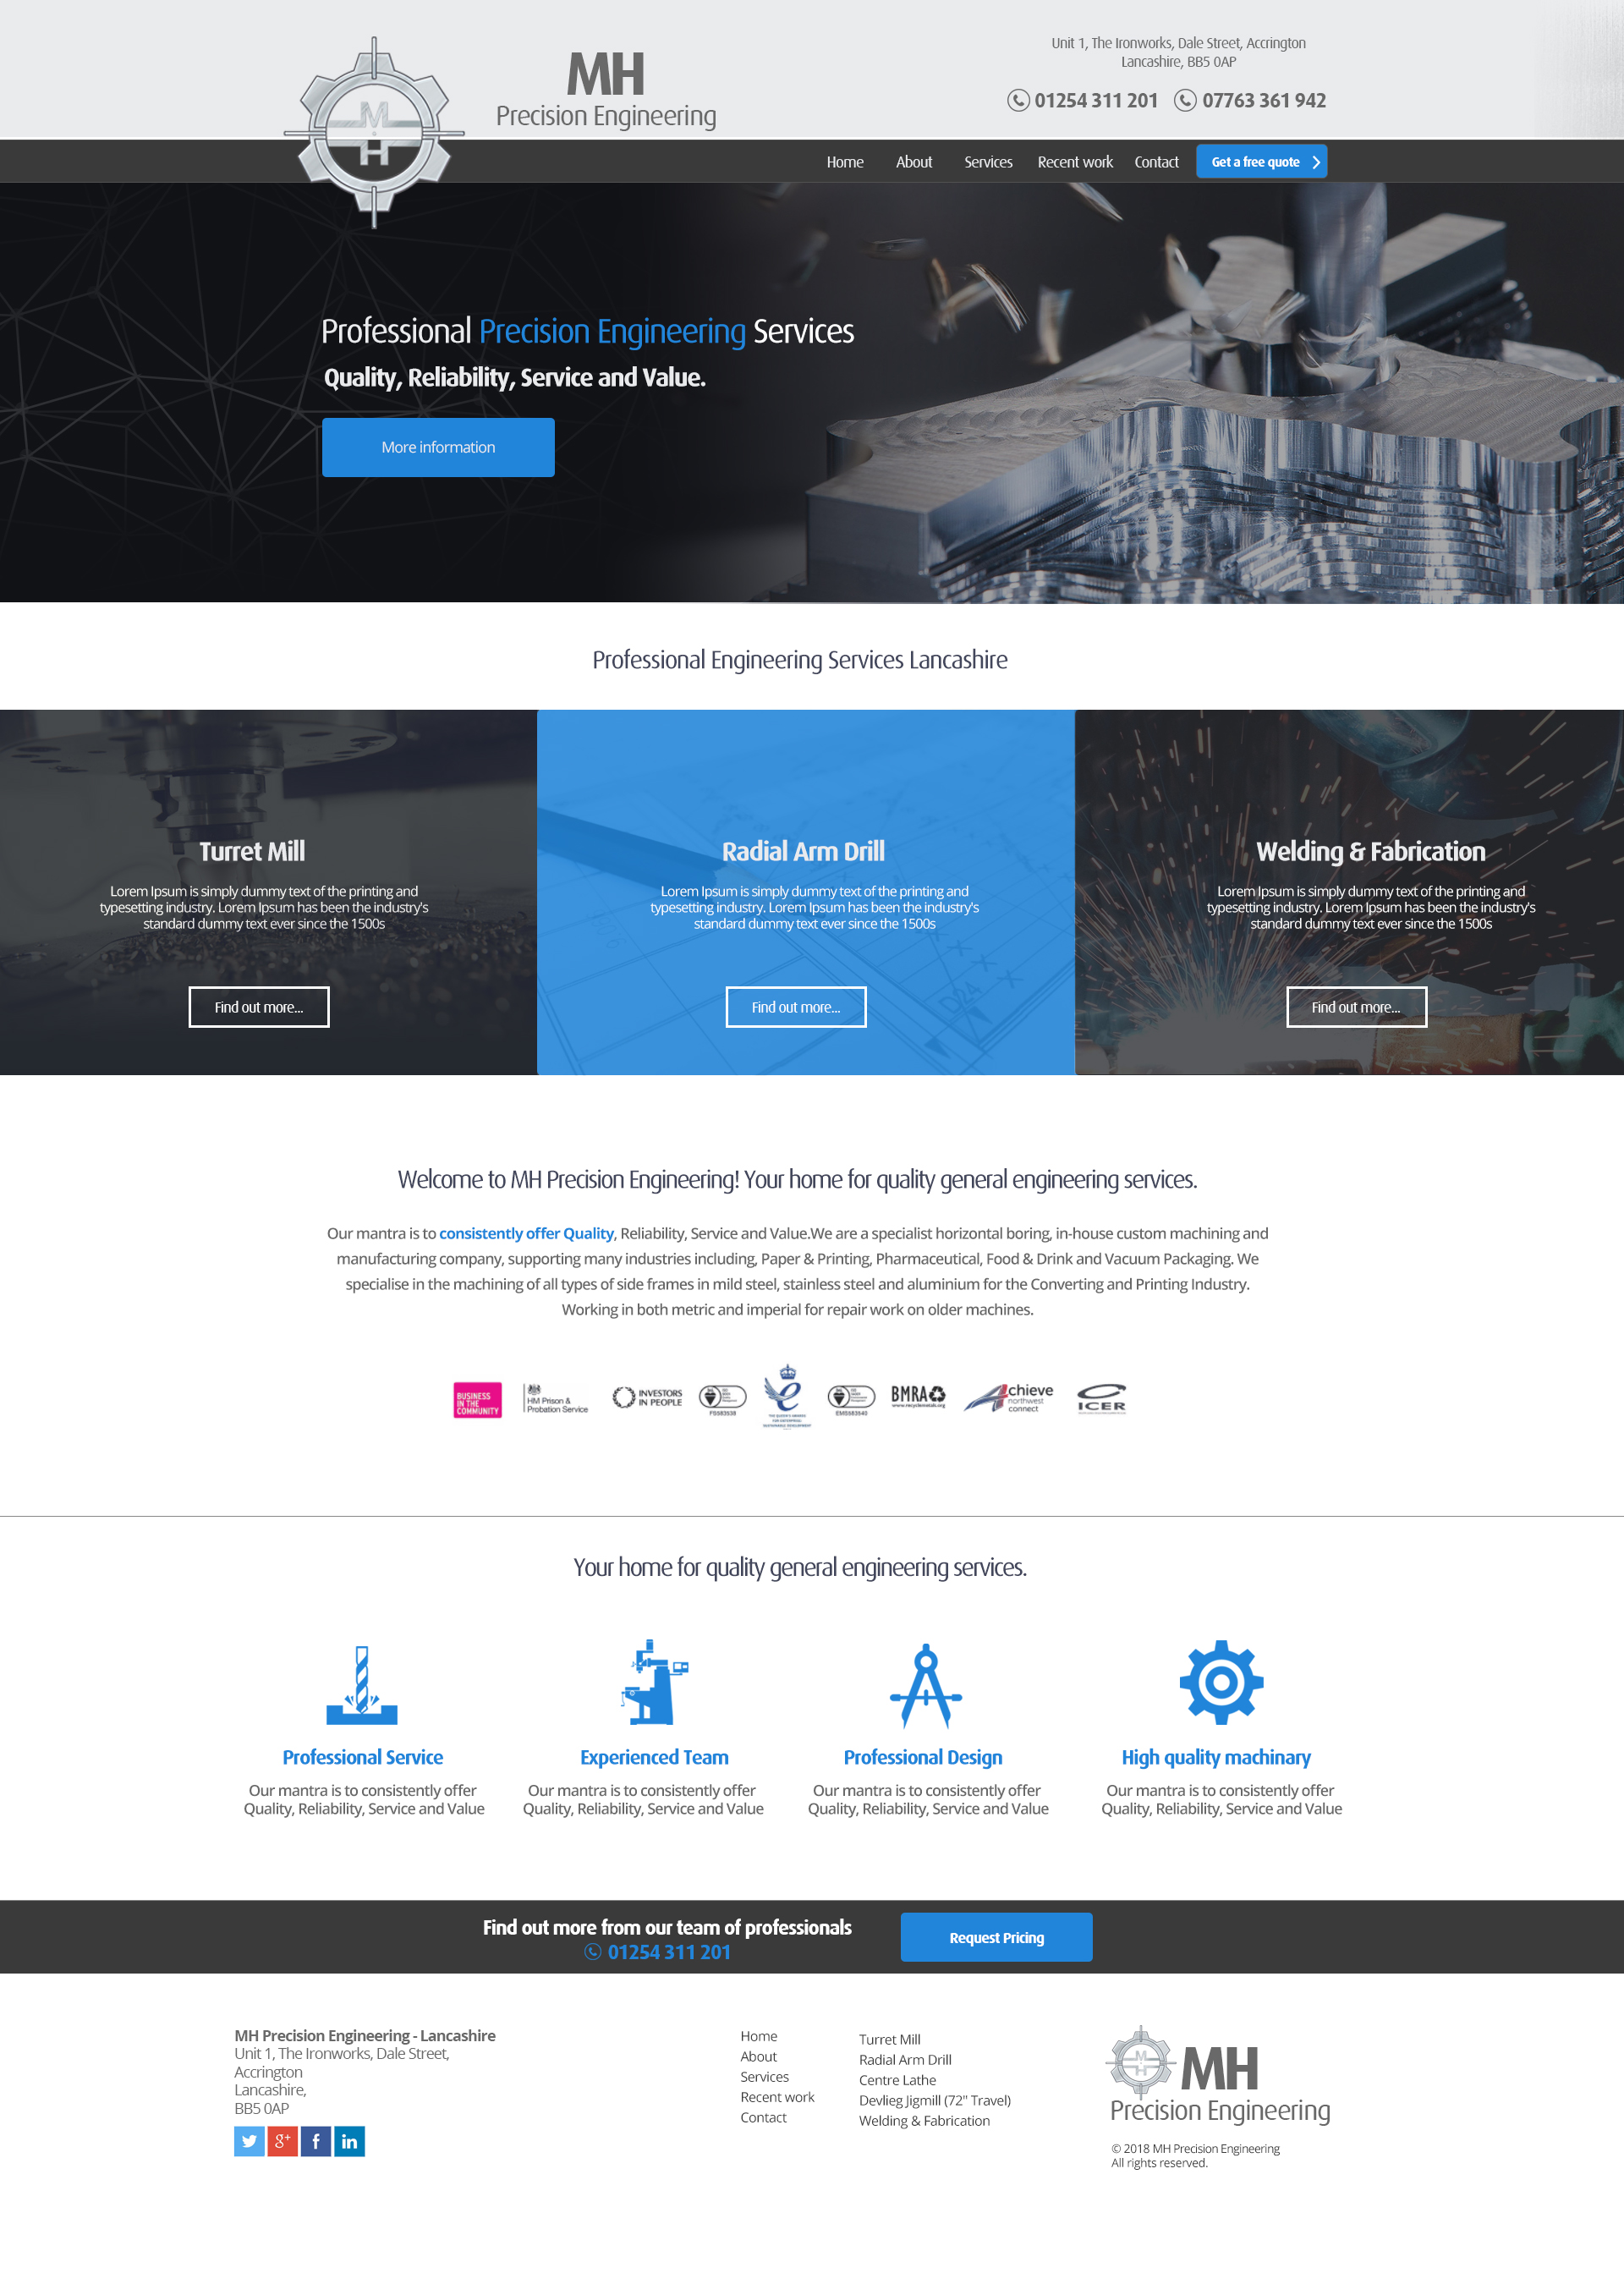 MH
Precision Engineering
M
H
Unit 1, The Ironworks, Dale Street, Accrington
Lancashire, BB5 0AP
01254 311 201 07763 361 942
Home About Services Recent work Contact Get a free quote
Professional Precision Engineering Services
Quality, Reliability, Service and Value.
More information
Professional Engineering Services Lancashire
Turret Mill
Lorem Ipsum is simply dummy text of the printing and
typesetting industry. Lorem Ipsum has been the industry's
standard dummy text ever since the 1500s
Find out more...
Radial Arm Drill
Lorem Ipsum is simply dummy text of the printing and
typesetting industry. Lorem Ipsum has been the industry's
standard dummy text ever since the 1500s
D24
Find out more...
Welding & Fabrication
Lorem Ipsum is simply dummy text of the printing and
typesetting industry. Lorem Ipsum has been the industry's
standard dummy text ever since the 1500s
Find out more...
Welcome to MH Precision Engineering! Your home for quality general engineering services.
Our mantra is to consistently offer Quality, Reliability, Service and Value.We are a specialist horizontal boring, in-house custom machining and
manufacturing company, supporting many industries including, Paper & Printing, Pharmaceutical, Food & Drink and Vacuum Packaging. We
specialise in the machining of all types of side frames in mild steel, stainless steel and aluminium for the Converting and Printing Industry.
Working in both metric and imperial for repair work on older machines.
BUSINESS
IN THE
COMMUNITY
HM Prison &
Probation Service
INVESTORS
IN PEOPLE
THE QUEEN'S AWARDS
FOR ENTERPRISE:
SUSTAINABLE DEVELOPMENT
BMRA
www.recyclemetals.org
Achieve
northwest
connect
ICER
Your home for quality general engineering services.
Professional Service
Our mantra is to consistently offer
Quality, Reliability, Service and Value
Experienced Team
Our mantra is to consistently offer
Quality, Reliability, Service and Value
Professional Design
Our mantra is to consistently offer
Quality, Reliability, Service and Value
High quality machinary
Our mantra is to consistently offer
Quality, Reliability, Service and Value
Find out more from our team of professionals
01254 311 201
Request Pricing
MH Precision Engineering - Lancashire
Unit 1, The Ironworks, Dale Street,
Accrington
Lancashire,
BB5 0AP
Home
About
Services
Recent work
Contact
Turret Mill
Radial Arm Drill
Centre Lathe
Devlieg Jigmill (72" Travel)
Welding & Fabrication
MH
Precision Engineering
© 2018 MH Precision Engineering
All rights reserved.